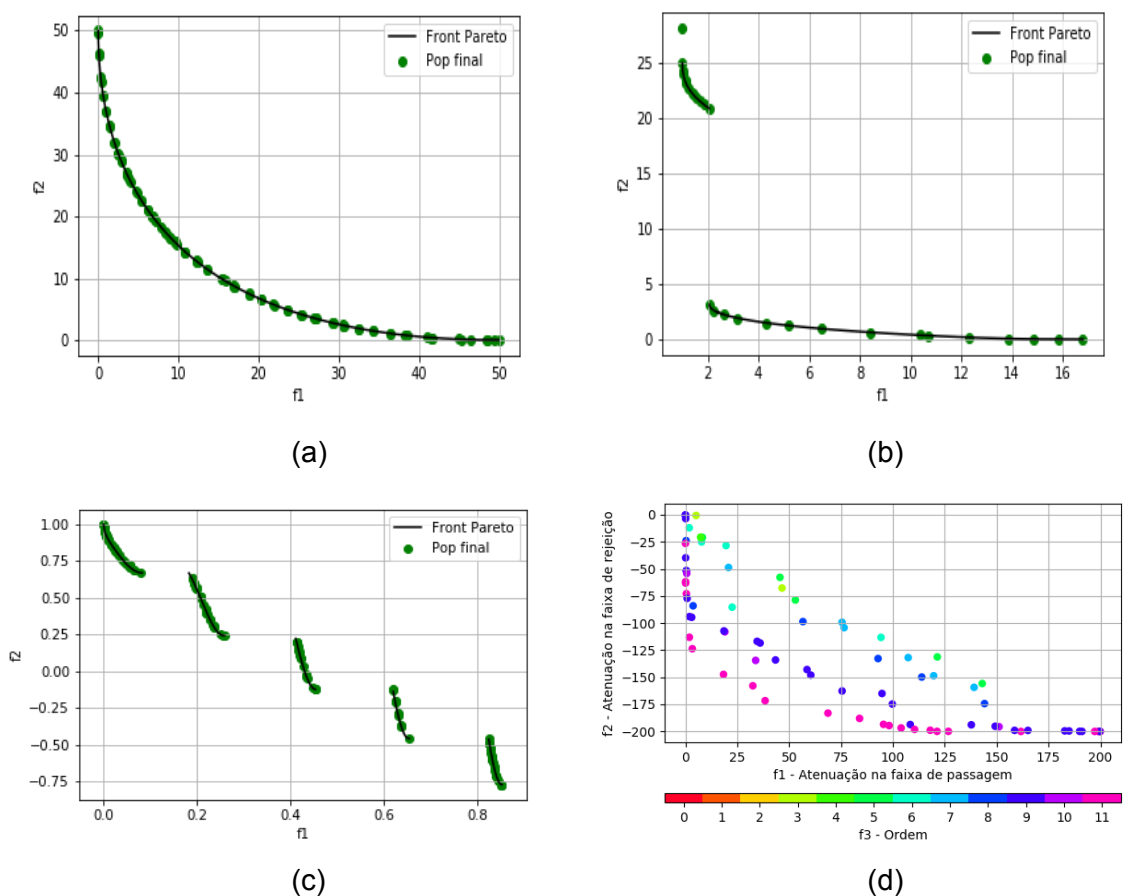 50
40
30
20
10
0
f2
Front Pareto
Pop final
0 10 20 30 40 50
f1
(a)
25
20
15
10
5
0
f2
Front Pareto
Pop final
2 4 6 8 10 12 14 16
f1
(b)
1.00
0.75
0.50
0.25
0.00
−0.25
−0.50
−0.75
f2
Front Pareto
Pop final
0.0 0.2 0.4 0.6 0.8
f1
(c)
f2 - Atenuação na faixa de rejeição
0
−25
−50
−75
−100
−125
−150
−175
−200
0 25 50 75 100 125 150 175 200
f1 - Atenuação na faixa de passagem
0 1 2 3 4 5 6 7 8 9 10 11
f3 - Ordem
(d)